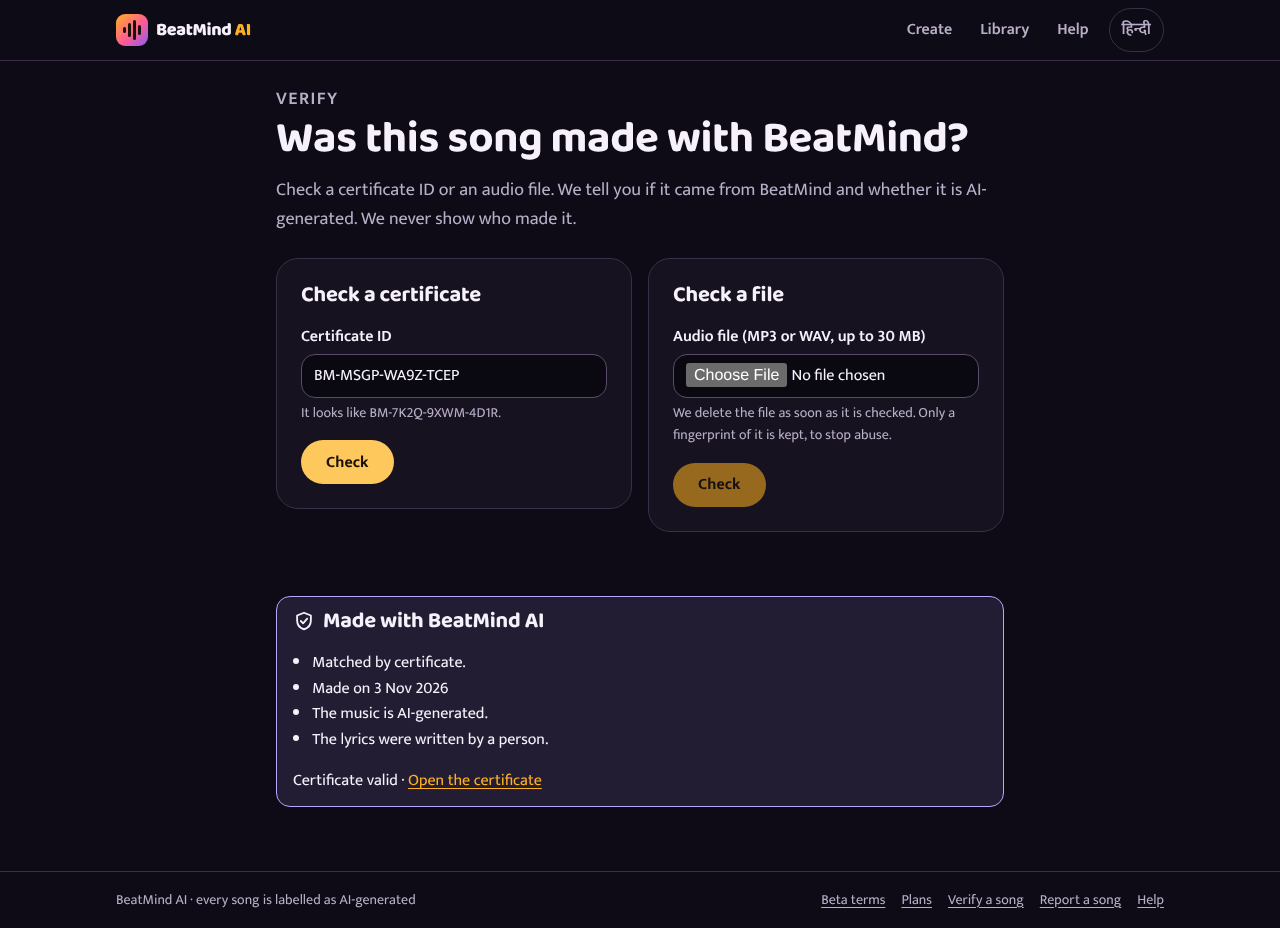 BeatMind AI
Create
Library
Help
हिन्दी
VERIFY
Was this song made with BeatMind?
Check a certificate ID or an audio file. We tell you if it came from BeatMind and whether it is AI-
generated. We never show who made it.
Check a certificate
Certificate ID
BM-MSGP-WA9Z-TCEP
It looks like BM-7K2Q-9XWM-4D1R.
Check
Check a file
Audio file (MP3 or WAV, up to 30 MB)
Choose File No file chosen
We delete the file as soon as it is checked. Only a
fingerprint of it is kept, to stop abuse.
Check
Made with BeatMind AI
Matched by certificate.
Made on 3 Nov 2026
The music is AI-generated.
The lyrics were written by a person.
Certificate valid · Open the certificate
BeatMind AI · every song is labelled as AI-generated
Beta terms
Plans
Verify a song
Report a song
Help